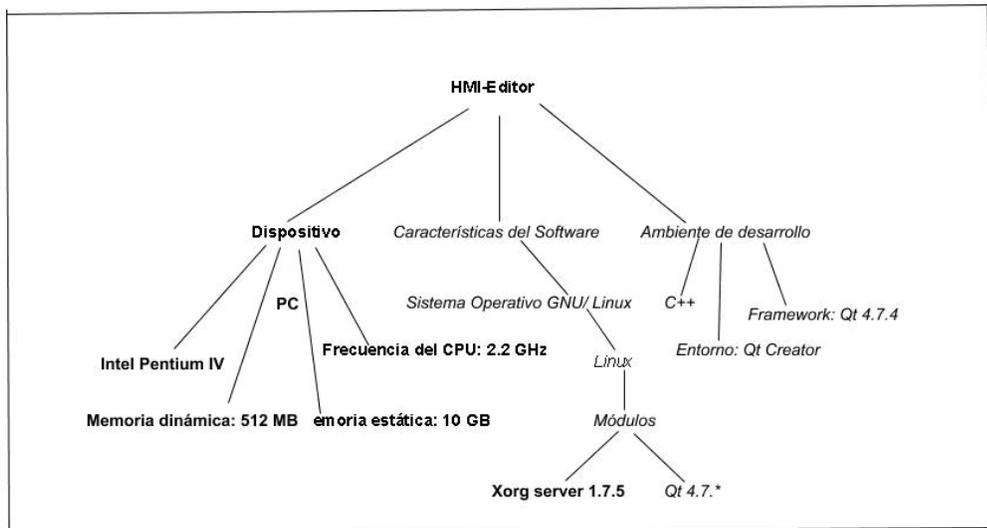 HMI-Editor
Dispositivo
Características del Software
Ambiente de desarrollo
PC
Sistema Operativo GNU/ Linux
C++
Framework: Qt 4.7.4
Intel Pentium IV
Frecuencia del CPU: 2.2 GHz
Linux
Entorno: Qt Creator
Memoria dinámica: 512 MB
emoria estática: 10 GB
Módulos
Xorg server 1.7.5
Qt 4.7.*